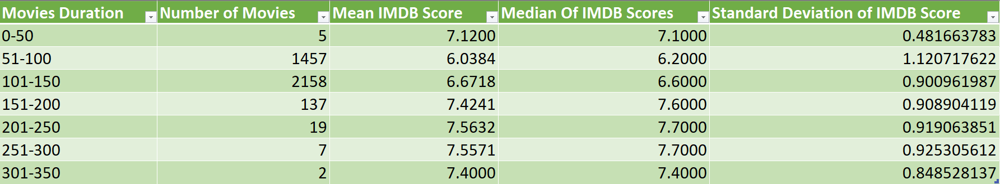 Movies Duration Number of Movies Mean IMDB Score Median Of IMDB Scores Standard Deviation of IMDB Score
0-50 5 7.1200 7.1000 0.481663783
51-100 1457 6.0384 6.2000 1.120717622
101-150 2158 6.6718 6.6000 0.900961987
151-200 137 7.4241 7.6000 0.908904119
201-250 19 7.5632 7.7000 0.919063851
251-300 7 7.5571 7.7000 0.925305612
301-350 2 7.4000 7.4000 0.848528137